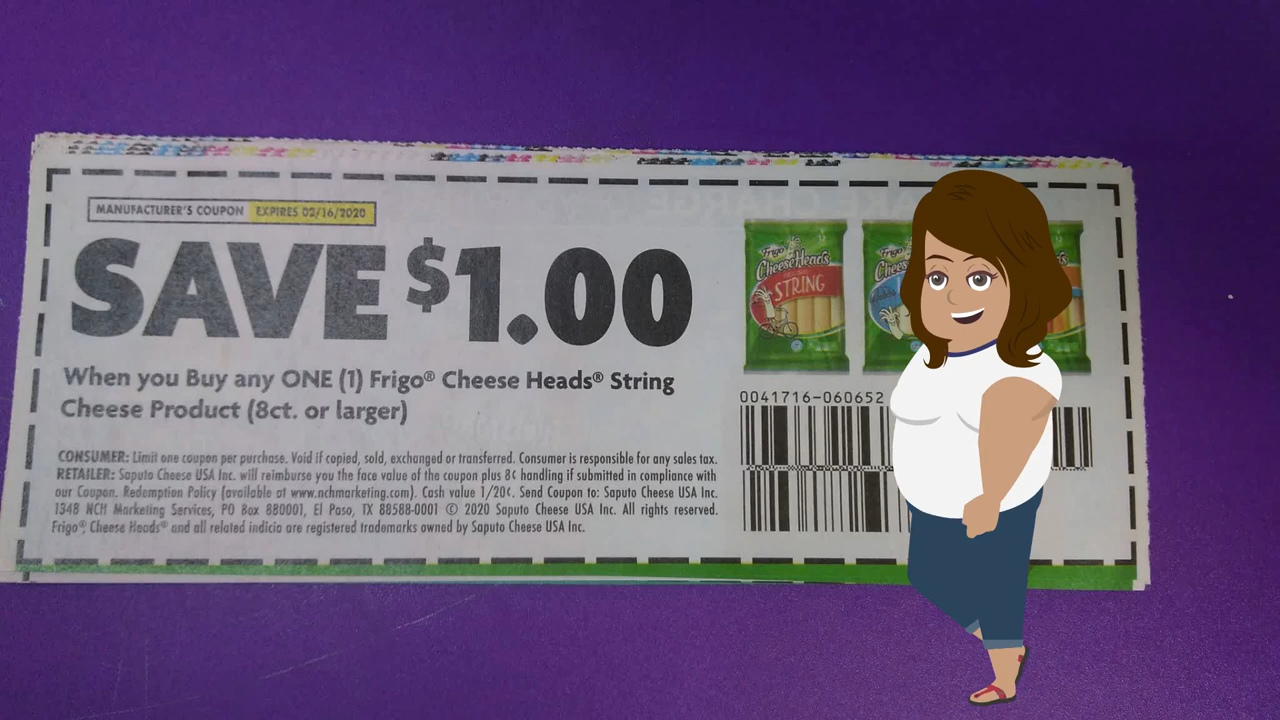 MANUFACTURER'S COUPON EXPIRES 02/16/2020
SAVE $1.00
When you Buy any ONE (1) Frigo® Cheese Heads® String
Cheese Product (8ct. or larger)
CONSUMER: Limit one coupon per purchase. Void if copied, sold, exchanged or transferred. Consumer is responsible for any sales tax.
RETAILER: Saputo Cheese USA Inc. will reimburse you the face value of the coupon plus 8¢ handling if submitted in compliance with
our Coupon. Redemption Policy (available at www.nchmarketing.com). Cash value 1/20¢. Send Coupon to: Saputo Cheese USA Inc.
1348 NCH Marketing Services, PO Box 880001, El Paso, TX 88588-0001 © 2020 Saputo Cheese USA Inc. All rights reserved.
Frigo®, Cheese Heads® and all related indicia are registered trademarks owned by Saputo Cheese USA Inc.
Frigo
CheeseHeads
STRING
Frigo
0041716-060652